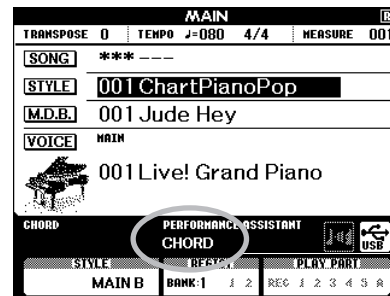 MAIN
TRANSPOSE 0 TEMPO ♩=080 4/4 MEASURE 001
SONG *** ---
STYLE 001 ChartPianoPop
M.D.B. 001 Jude Hey
VOICE MAIN
001 Live! Grand Piano
CHORD PERFORMANCE ASSISTANT
CHORD USB
STYLE REGIST PLAY PART
MAIN B BANK:1 1 2 REC 1 2 3 4 5 A